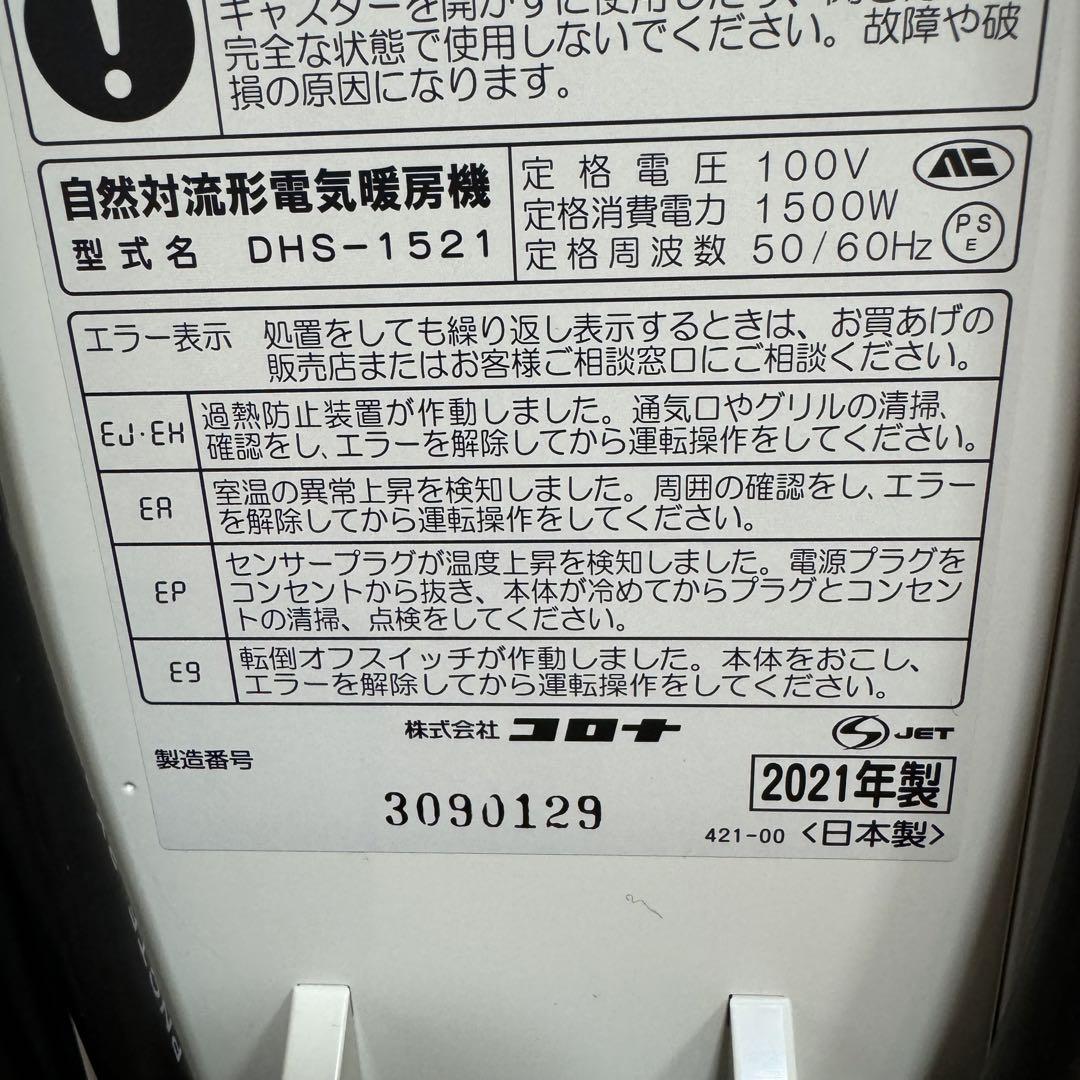 キャスターを開かずに使用したり、
完全な状態で使用しないでください。故障や破
損の原因になります。
自然対流形電気暖房機
型式名 DHS-1521
定格電圧 100V
定格消費電力 1500W
定格周波数 50/60Hz
PS
E
エラー表示 処置をしても繰り返し表示するときは、お買あげの
販売店またはお客様ご相談窓口にご相談ください。
EJ・EH 過熱防止装置が作動しました。通気口やグリルの清掃、
確認をし、エラーを解除してから運転操作をしてください。
EA 室温の異常上昇を検知しました。周囲の確認をし、エラー
を解除してから運転操作をしてください。
EP センサープラグが温度上昇を検知しました。電源プラグを
コンセントから抜き、本体が冷めてからプラグとコンセン
トの清掃、点検をしてください。
E9 転倒オフスイッチが作動しました。本体をおこし、
エラーを解除してから運転操作をしてください。
株式会社 コロナ
JET
製造番号
3090129
2021年製
421-00 <日本製>